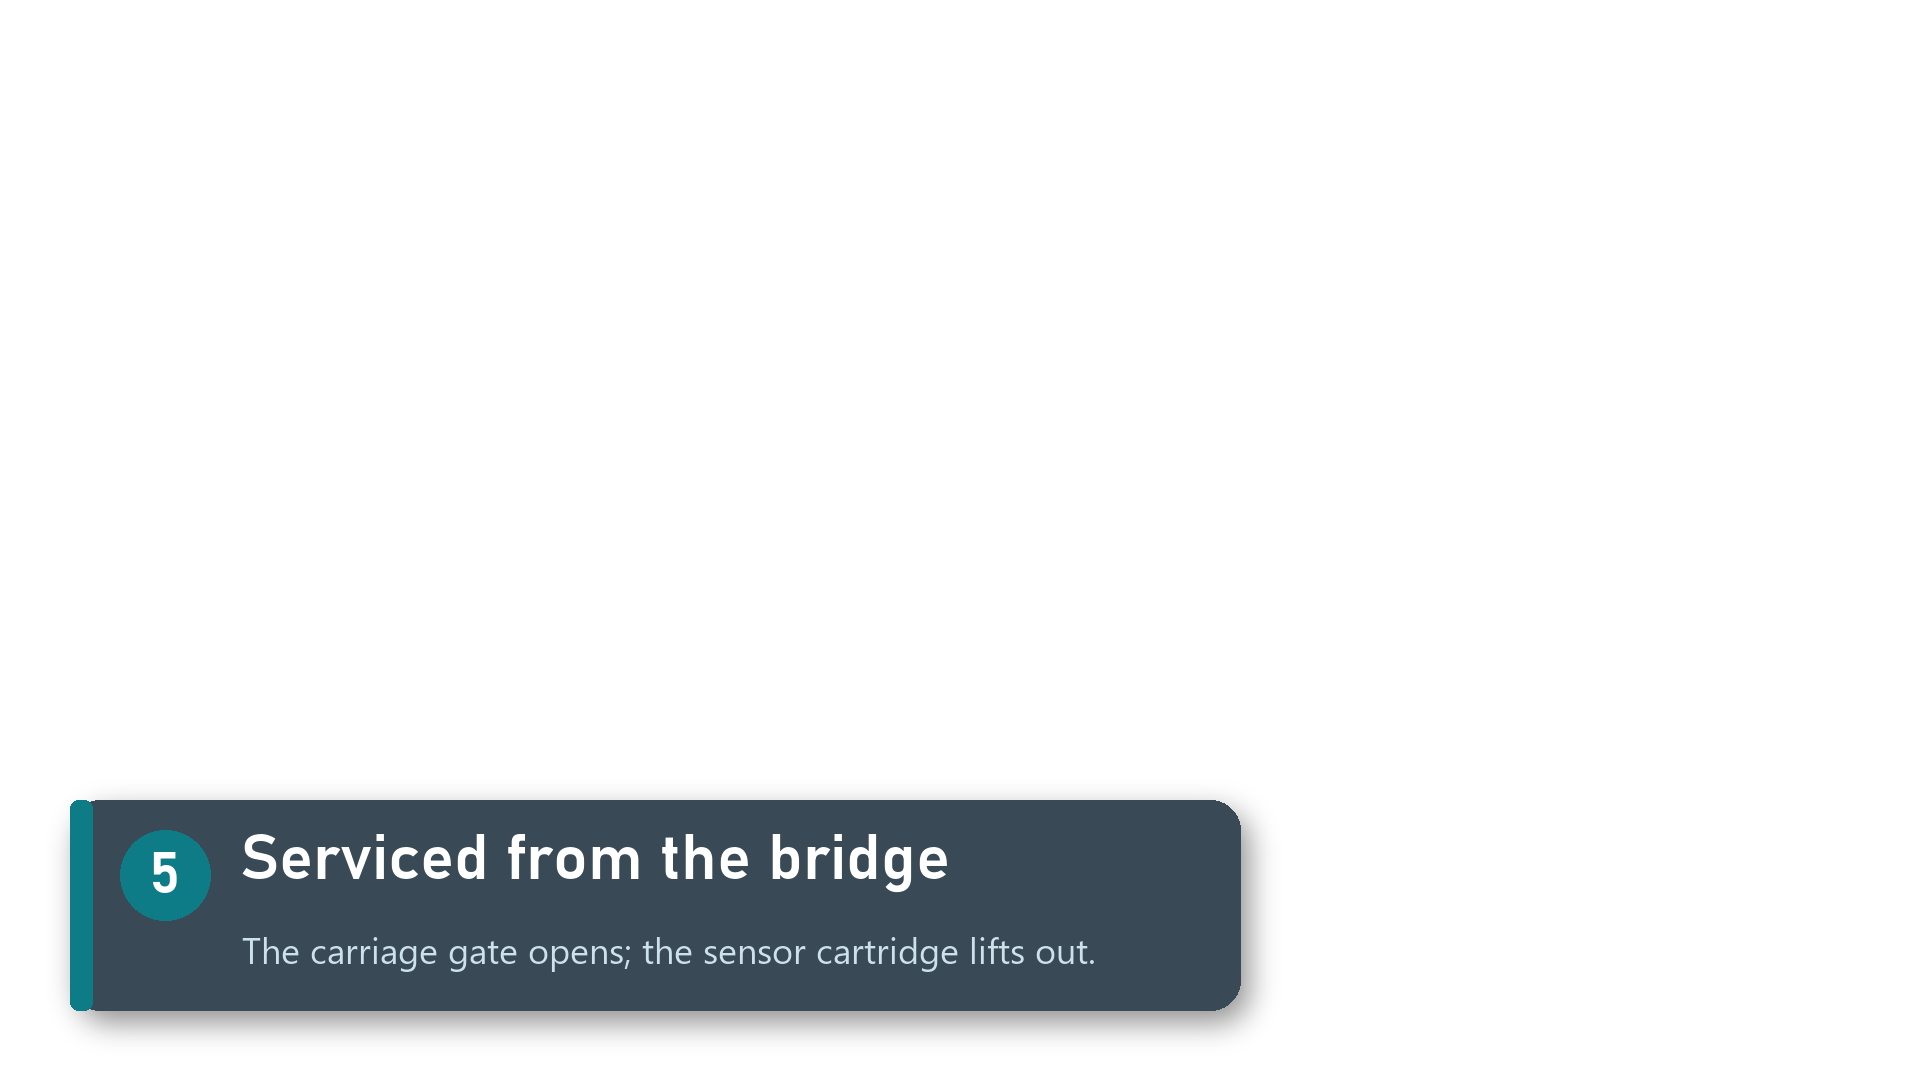 5
Serviced from the bridge
The carriage gate opens; the sensor cartridge lifts out.